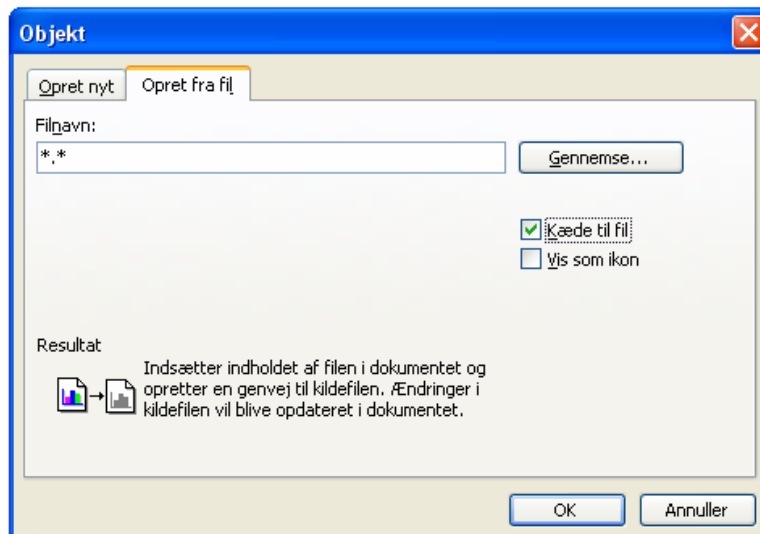 Objekt
Opret nyt
Opret fra fil
Filnavn:
*.*
Gennemse...
Kæde til fil
Vis som ikon
Resultat
Indsætter indholdet af filen i dokumentet og
opretter en genvej til kildefilen. Ændringer i
kildefilen vil blive opdateret i dokumentet.
OK
Annuller